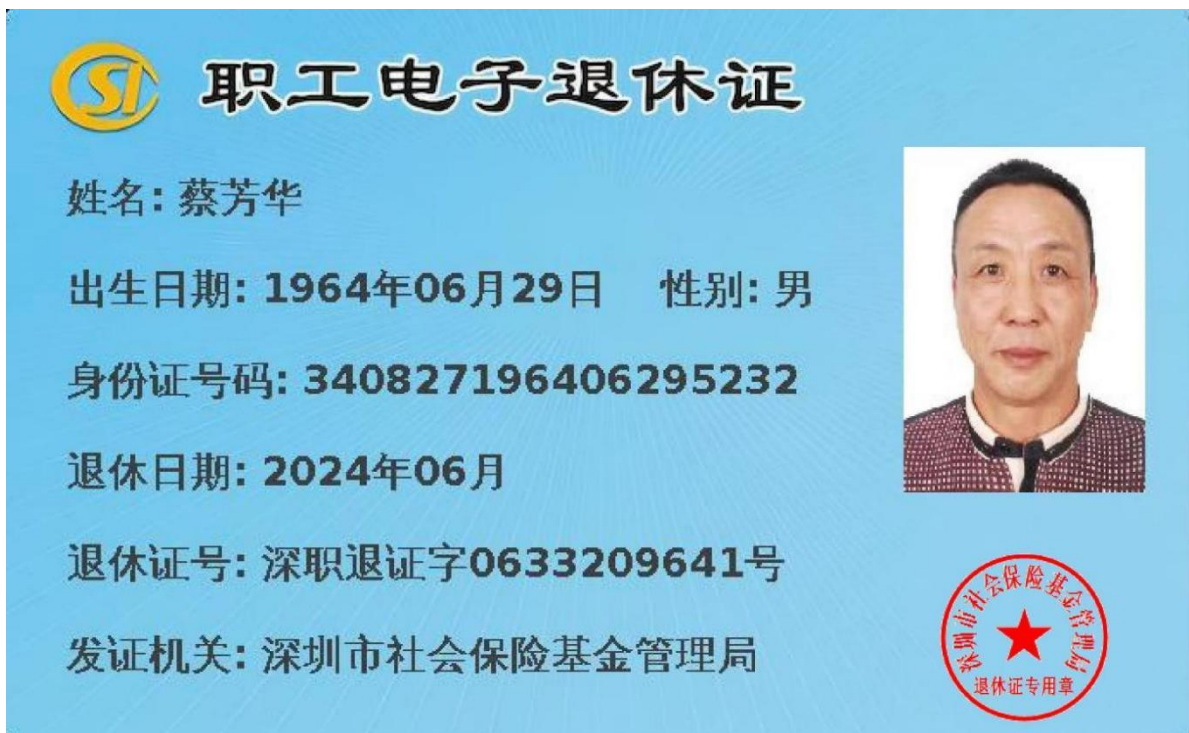 职工电子退休证
姓名: 蔡芳华
出生日期: 1964年06月29日 性别: 男
身份证号码: 340827196406295232
退休日期: 2024年06月
退休证号: 深职退证字0633209641号
发证机关: 深圳市社会保险基金管理局
深圳市社会保险基金管理局
退休证专用章